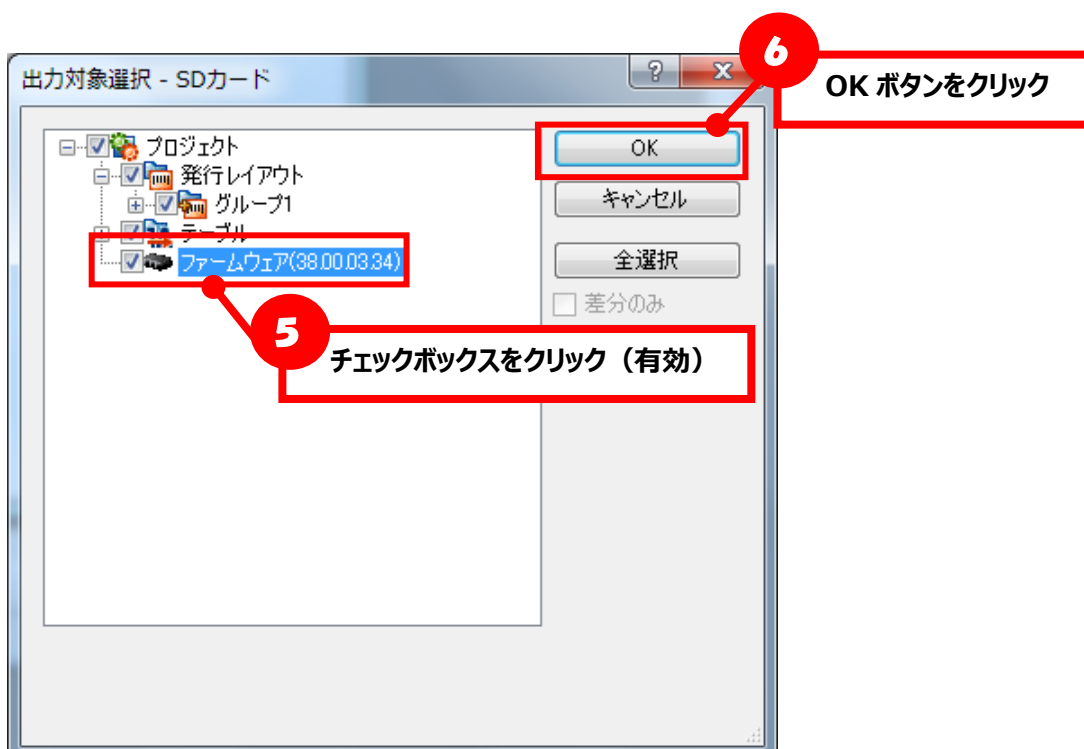 6
OK ボタンをクリック
出力対象選択 - SDカード
プロジェクト
OK
発行レイアウト
キャンセル
グループ1
テーブル
全選択
ファームウェア(38.00.03.34)
差分のみ
5
チェックボックスをクリック（有効）